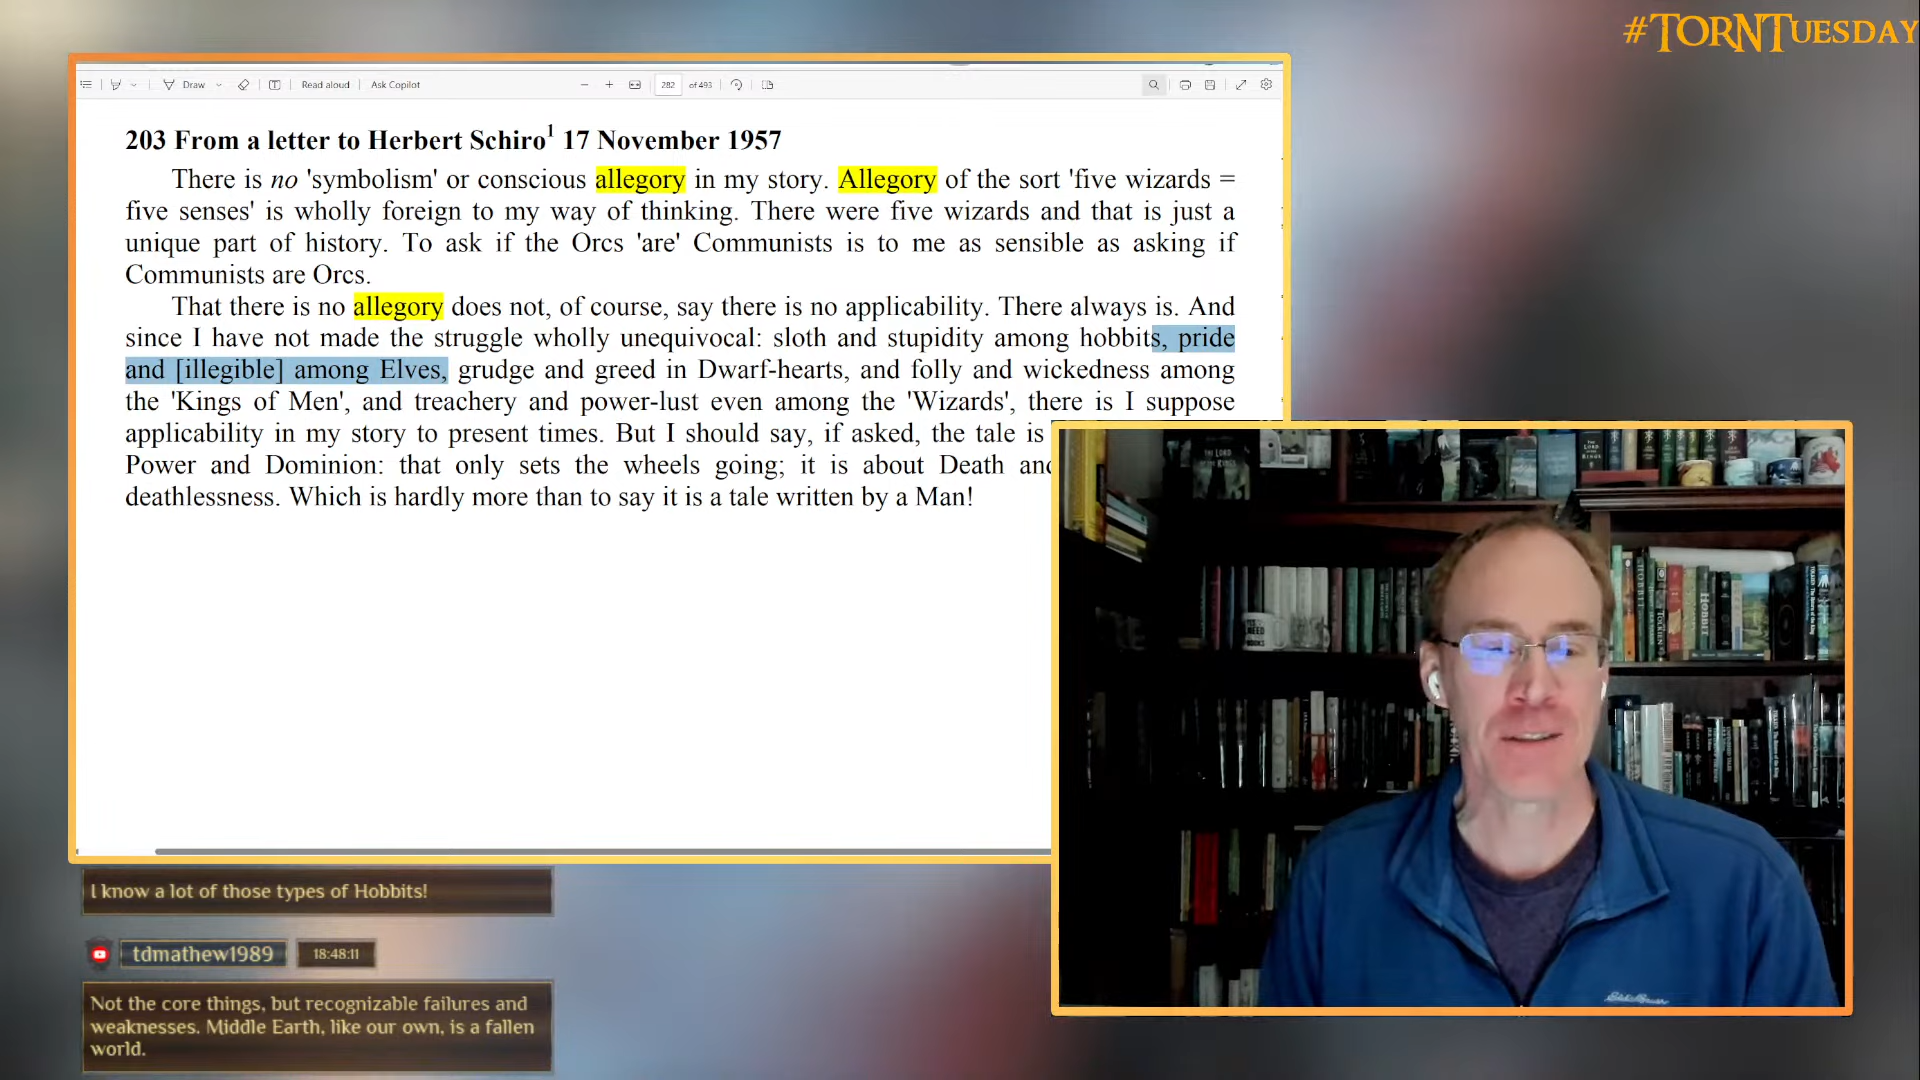 #TORNTUESDAY
Draw
Read aloud
Ask Copilot
282
of 493
203 From a letter to Herbert Schiro1 17 November 1957
There is no 'symbolism' or conscious allegory in my story. Allegory of the sort 'five wizards =
five senses' is wholly foreign to my way of thinking. There were five wizards and that is just a
unique part of history. To ask if the Orcs 'are' Communists is to me as sensible as asking if
Communists are Orcs.
That there is no allegory does not, of course, say there is no applicability. There always is. And
since I have not made the struggle wholly unequivocal: sloth and stupidity among hobbits, pride
and [illegible] among Elves, grudge and greed in Dwarf-hearts, and folly and wickedness among
the 'Kings of Men', and treachery and power-lust even among the 'Wizards', there is I suppose
applicability in my story to present times. But I should say, if asked, the tale is
Power and Dominion: that only sets the wheels going; it is about Death and
deathlessness. Which is hardly more than to say it is a tale written by a Man!
THE LORD
HOBBIT
TOLKIEN
Eddie Bauer
I know a lot of those types of Hobbits!
tdmathew1989
18:48:11
Not the core things, but recognizable failures and
weaknesses. Middle Earth, like our own, is a fallen
world.